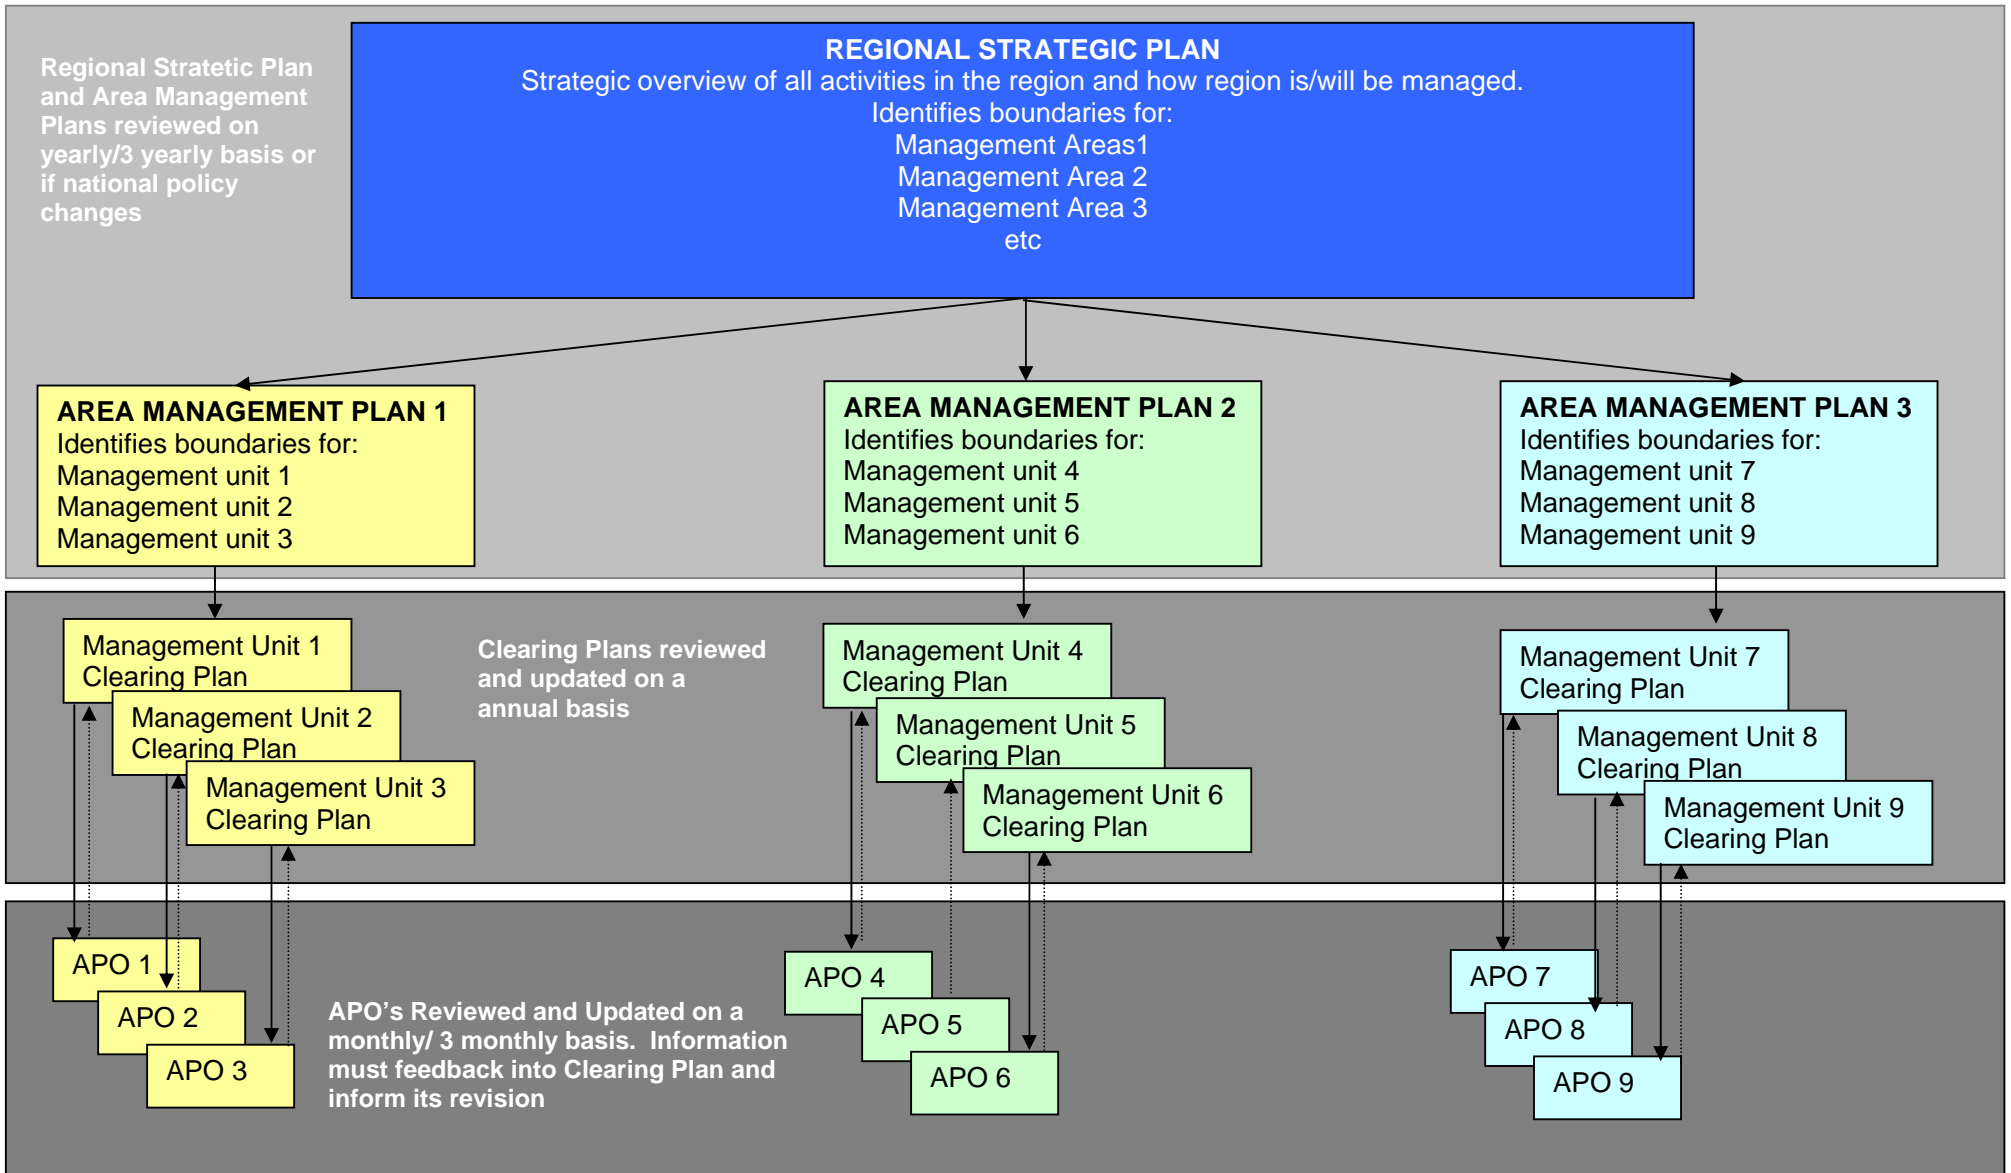 Regional Stratetic Plan
and Area Management
Plans reviewed on
yearly/3 yearly basis or
if national policy
changes
REGIONAL STRATEGIC PLAN
Strategic overview of all activities in the region and how region is/will be managed.
Identifies boundaries for:
Management Areas1
Management Area 2
Management Area 3
etc
AREA MANAGEMENT PLAN 1
Identifies boundaries for:
Management unit 1
Management unit 2
Management unit 3
AREA MANAGEMENT PLAN 2
Identifies boundaries for:
Management unit 4
Management unit 5
Management unit 6
AREA MANAGEMENT PLAN 3
Identifies boundaries for:
Management unit 7
Management unit 8
Management unit 9
Management Unit 1
Clearing Plan
Management Unit 2
Clearing Plan
Management Unit 3
Clearing Plan
Clearing Plans reviewed
and updated on a
annual basis
Management Unit 4
Clearing Plan
Management Unit 5
Clearing Plan
Management Unit 6
Clearing Plan
Management Unit 7
Clearing Plan
Management Unit 8
Clearing Plan
Management Unit 9
Clearing Plan
APO 1
APO 2
APO 3
APO's Reviewed and Updated on a
monthly/ 3 monthly basis.  Information
must feedback into Clearing Plan and
inform its revision
APO 4
APO 5
APO 6
APO 7
APO 8
APO 9